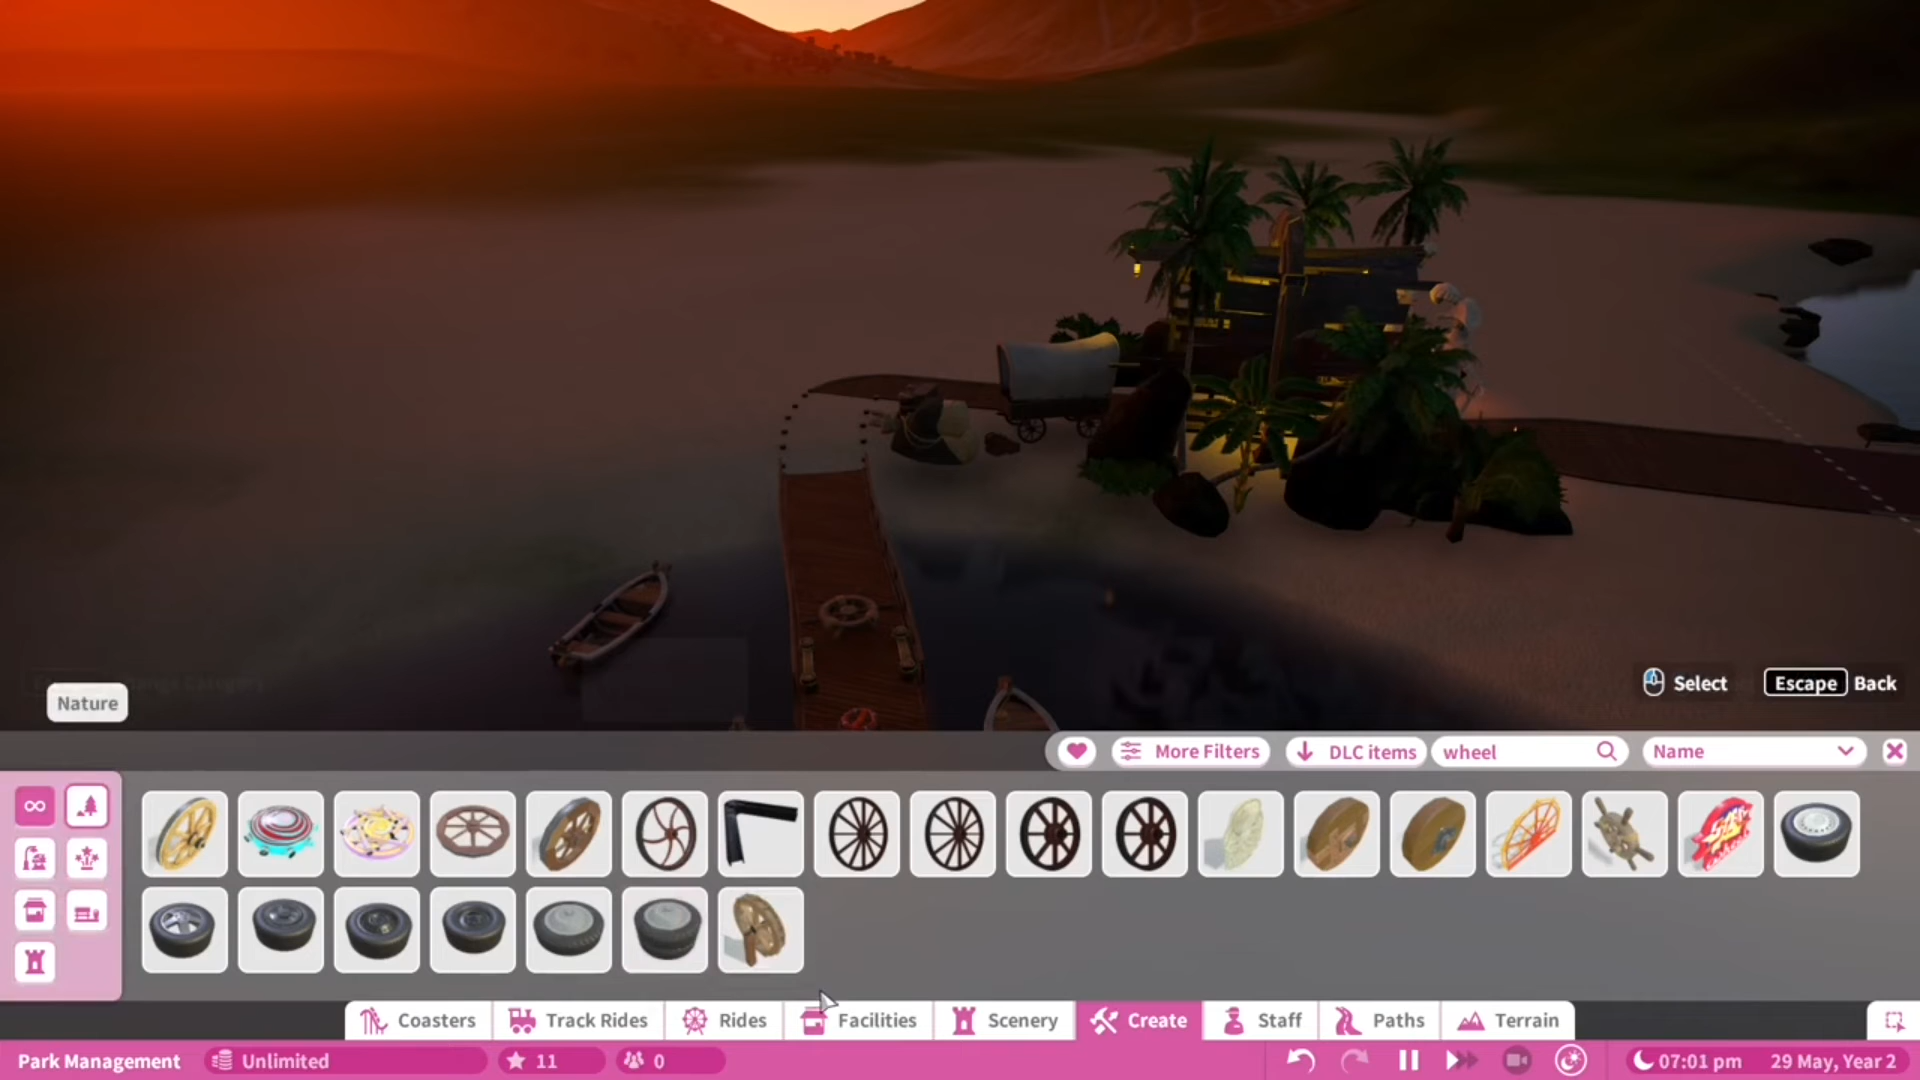 Nature
Select
Escape Back
More Filters
DLC items
wheel
Name
Coasters
Track Rides
Rides
Facilities
Scenery
Create
Staff
Paths
Terrain
Park Management
Unlimited
11
0
07:01 pm
29 May, Year 2